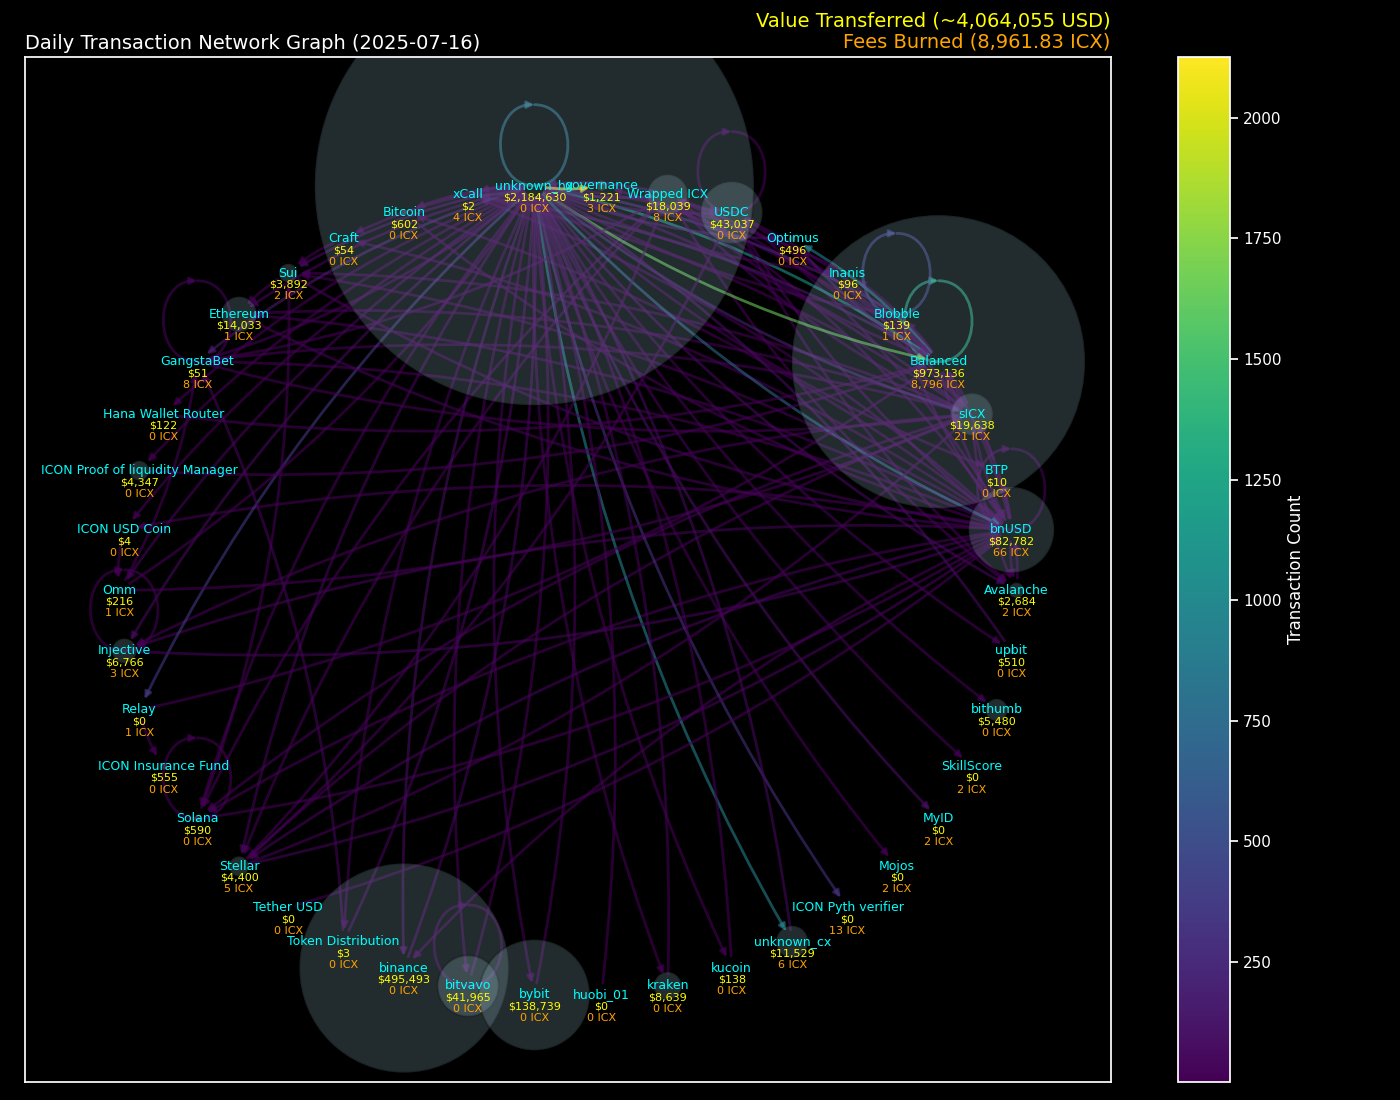 Value Transferred (~4,064,055 USD)
Daily Transaction Network Graph (2025-07-16)
Fees Burned (8,961.83 ICX)
unknown_hx
$2,184,630
0 ICX
governance
$1,221
3 ICX
Wrapped ICX
$18,039
8 ICX
USDC
$43,037
0 ICX
Optimus
$496
0 ICX
Inanis
$96
0 ICX
Blobble
$139
1 ICX
Balanced
$973,136
8,796 ICX
sICX
$19,638
21 ICX
BTP
$10
0 ICX
bnUSD
$82,782
66 ICX
Avalanche
$2,684
2 ICX
upbit
$510
0 ICX
bithumb
$5,480
0 ICX
SkillScore
$0
2 ICX
MyID
$0
2 ICX
Mojos
$0
2 ICX
ICON Pyth verifier
$0
13 ICX
unknown_cx
$11,529
6 ICX
kucoin
$138
0 ICX
kraken
$8,639
0 ICX
huobi_01
$0
0 ICX
bybit
$138,739
0 ICX
bitvavo
$41,965
0 ICX
binance
$495,493
0 ICX
Token Distribution
$3
0 ICX
Tether USD
$0
0 ICX
Stellar
$4,400
5 ICX
Solana
$590
0 ICX
ICON Insurance Fund
$555
0 ICX
Relay
$0
1 ICX
Injective
$6,766
3 ICX
Omm
$216
1 ICX
ICON USD Coin
$4
0 ICX
ICON Proof of liquidity Manager
$4,347
0 ICX
Hana Wallet Router
$122
0 ICX
GangstaBet
$51
8 ICX
Ethereum
$14,033
1 ICX
Sui
$3,892
2 ICX
Craft
$54
0 ICX
Bitcoin
$602
0 ICX
xCall
$2
4 ICX
2000
1750
1500
1250
1000
750
500
250
Transaction Count